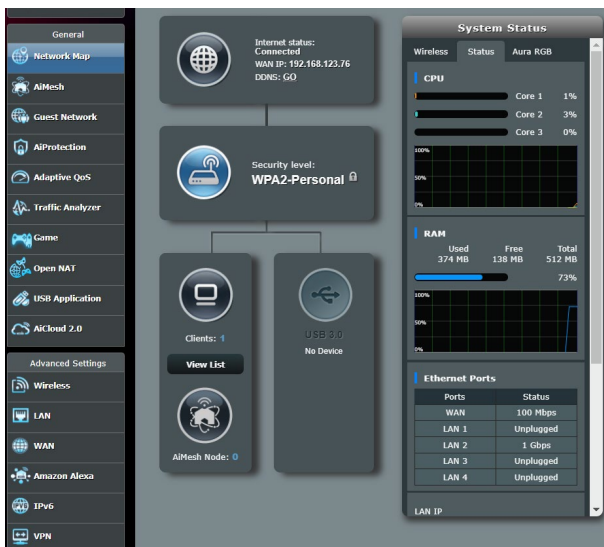 General
Network Map
AiMesh
Guest Network
AiProtection
Adaptive QoS
Traffic Analyzer
Game
Open NAT
USB Application
AiCloud 2.0
Advanced Settings
Wireless
LAN
WAN
Amazon Alexa
IPv6
VPN
Internet status:
Connected
WAN IP: 192.168.123.76
DDNS: GO
Security level:
WPA2-Personal
Clients: 1
View List
AiMesh Node: 0
USB 3.0
No Device
System Status
Wireless Status Aura RGB
CPU
Core 1 1%
Core 2 3%
Core 3 0%
100%
50%
0%
RAM
Used Free Total
374 MB 138 MB 512 MB
73%
100%
50%
0%
Ethernet Ports
Ports Status
WAN 100 Mbps
LAN 1 Unplugged
LAN 2 1 Gbps
LAN 3 Unplugged
LAN 4 Unplugged
LAN IP